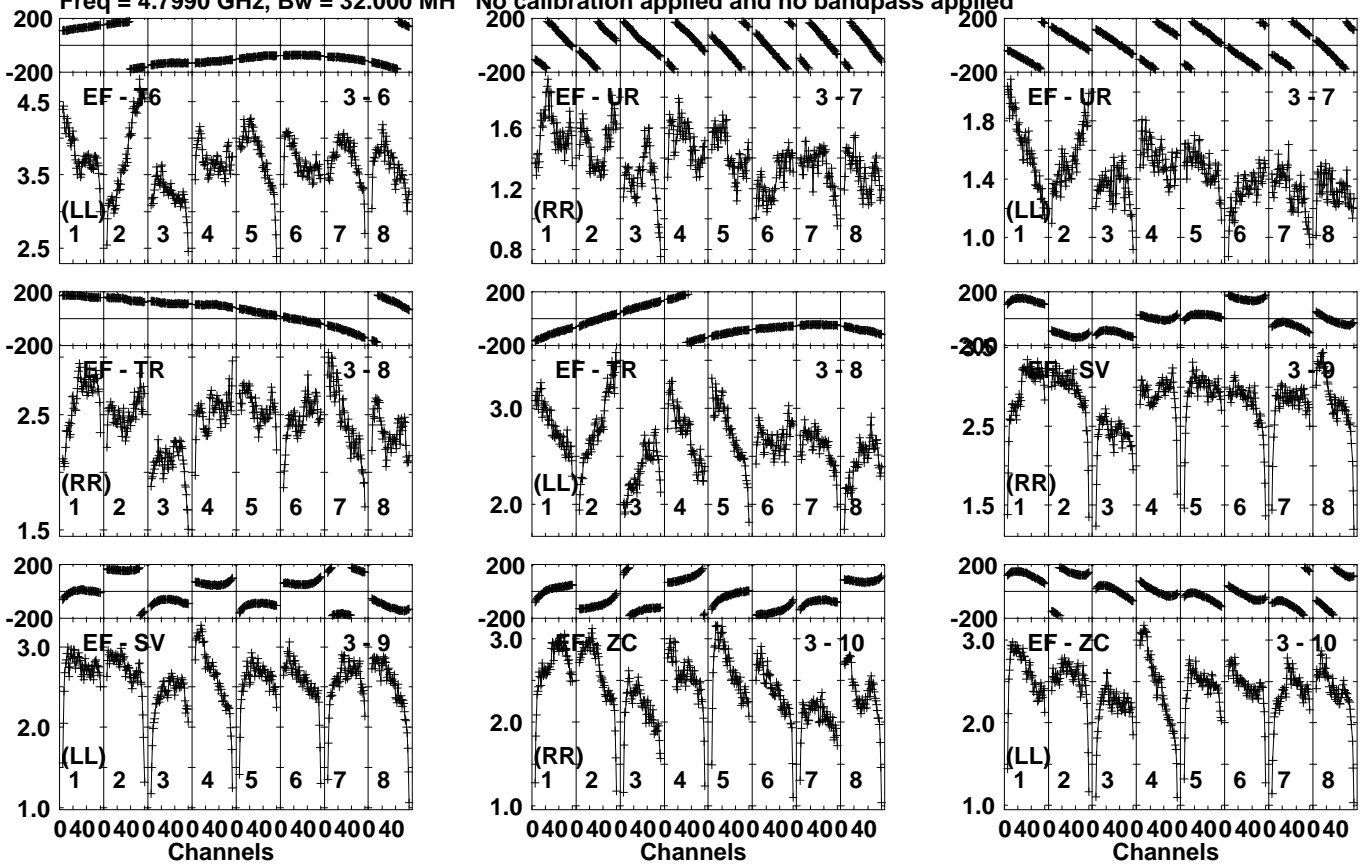 Freq = 4.7990 GHz, Bw = 32.000 MH No calibration applied and no bandpass applied
200 200 200
-200 -200 -200
EF - T6 3 - 6 EF - UR 3 - 7 EF - UR 3 - 7
4.5 1.6 1.8
3.5 1.2 1.4
2.5 0.8 1.0
(LL) (RR) (LL)
1 2 3 4 5 6 7 8 1 2 3 4 5 6 7 8 1 2 3 4 5 6 7 8
200 200 200
-200 -200 -200
3.5
EF - TR 3 - 8 EF - TR 3 - 8 EF - SV 3 - 9
2.5 3.0 2.5
1.5 2.0 1.5
(RR) (LL) (RR)
1 2 3 4 5 6 7 8 1 2 3 4 5 6 7 8 1 2 3 4 5 6 7 8
200 200 200
-200 -200 -200
EF - SV 3 - 9 EF - ZC 3 - 10 EF - ZC 3 - 10
3.0 3.0 3.0
2.0 2.0 2.0
1.0 1.0
(LL) (RR) (LL)
1 2 3 4 5 6 7 8 1 2 3 4 5 6 7 8 1 2 3 4 5 6 7 8
0 40 0 40 0 40 0 40 0 40 0 40 0 40 0 40 0 40 0 40 0 40 0 40 0 40 0 40 0 40 0 40 0 40 0 40 0 40 0 40 0 40 0 40 0 40 0 40
Channels Channels Channels